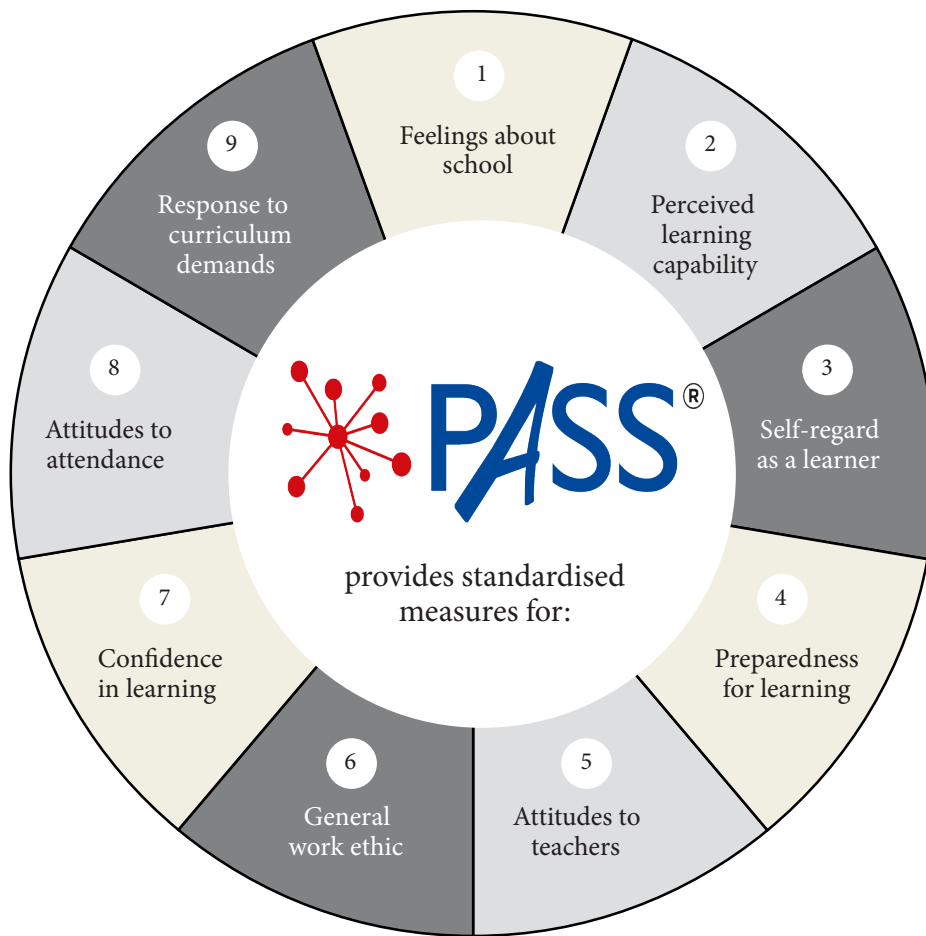 1
Feelings about
school
2
Perceived
learning
capability
3
Self-regard
as a learner
4
Preparedness
for learning
5
Attitudes to
teachers
6
General
work ethic
7
Confidence
in learning
8
Attitudes to
attendance
9
Response to
curriculum
demands
PASS®
provides standardised
measures for: